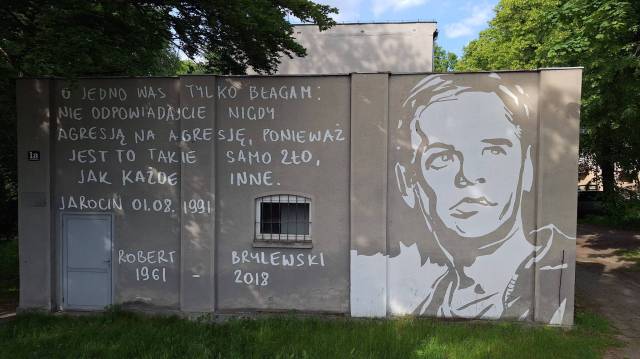 O JEDNO WAS TYLKO BŁAGAM:
NIE ODPOWIADAJCIE NIGDY
AGRESJĄ NA AGRESJĘ, PONIEWAŻ
JEST TO TAKIE SAMO ZŁO,
JAK KAŻDE INNE.
JAROCIN 01.08.1991
ROBERT BRYLEWSKI
1961 – 2018
1a